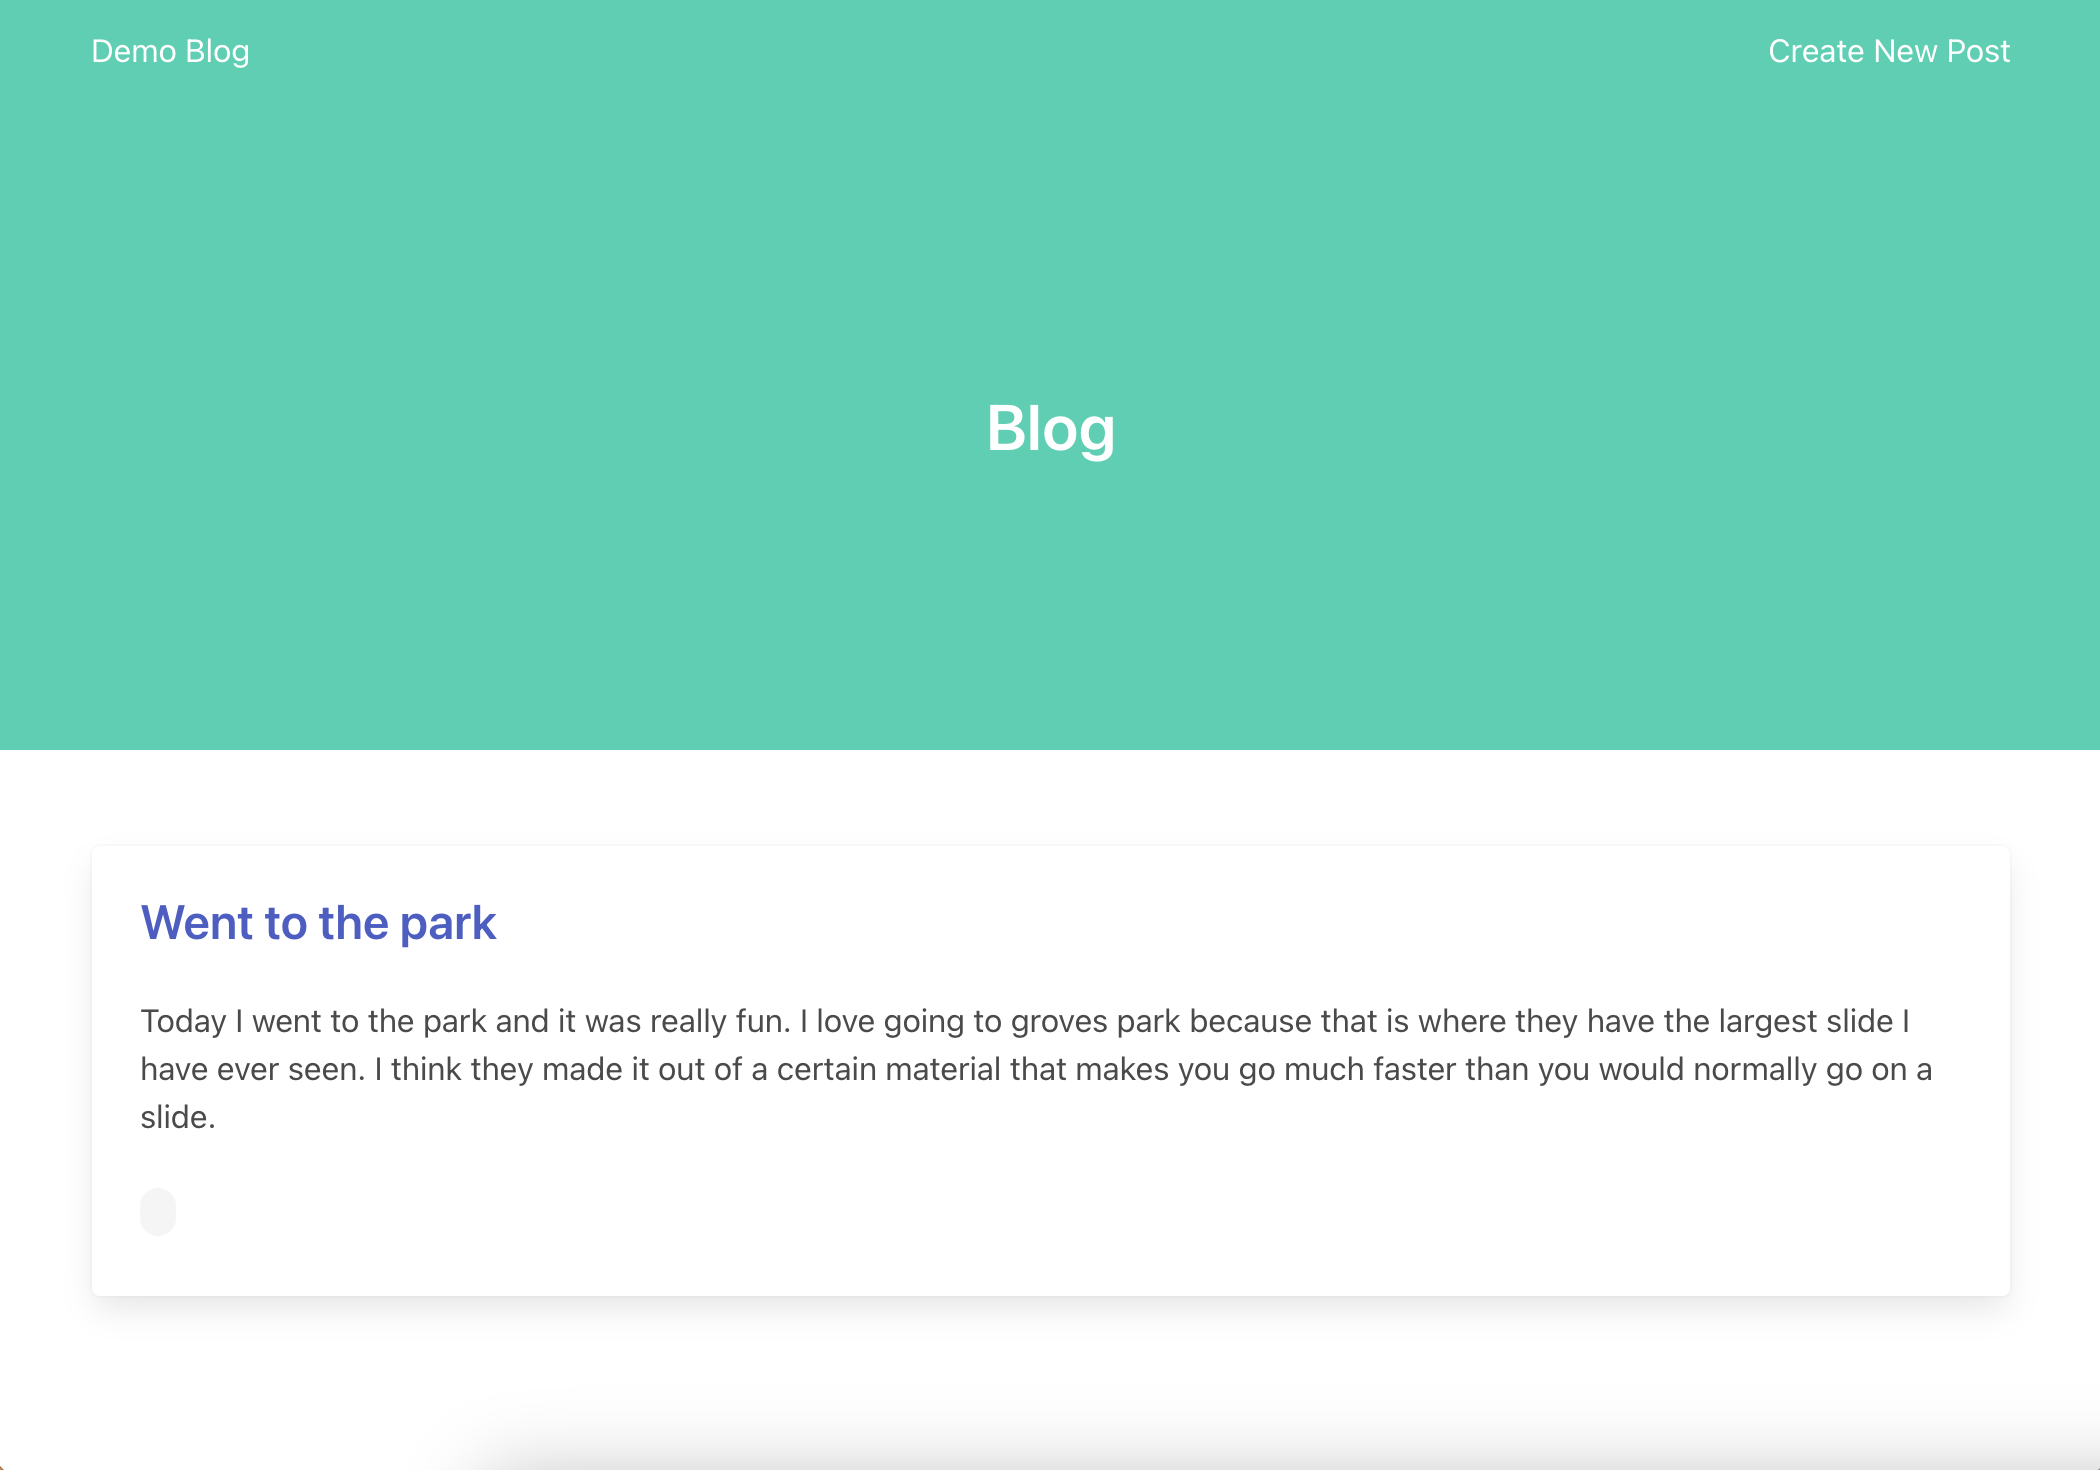 Demo Blog
Create New Post
Blog
Went to the park
Today I went to the park and it was really fun. I love going to groves park because that is where they have the largest slide I
have ever seen. I think they made it out of a certain material that makes you go much faster than you would normally go on a
slide.